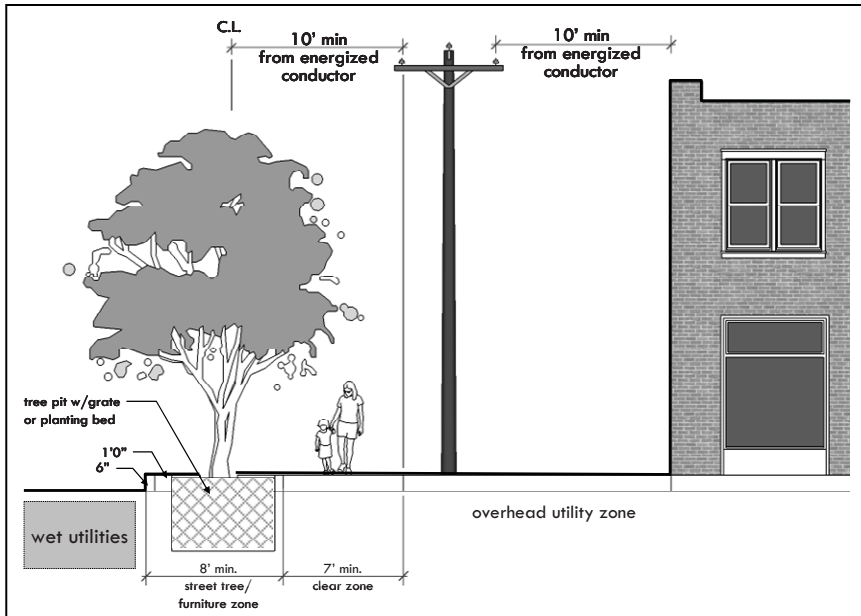 C.L.
10' min
from energized
conductor
10' min
from energized
conductor
tree pit w/grate
or planting bed
1'0"
6"
wet utilities
overhead utility zone
8' min.
street tree/
furniture zone
7' min.
clear zone